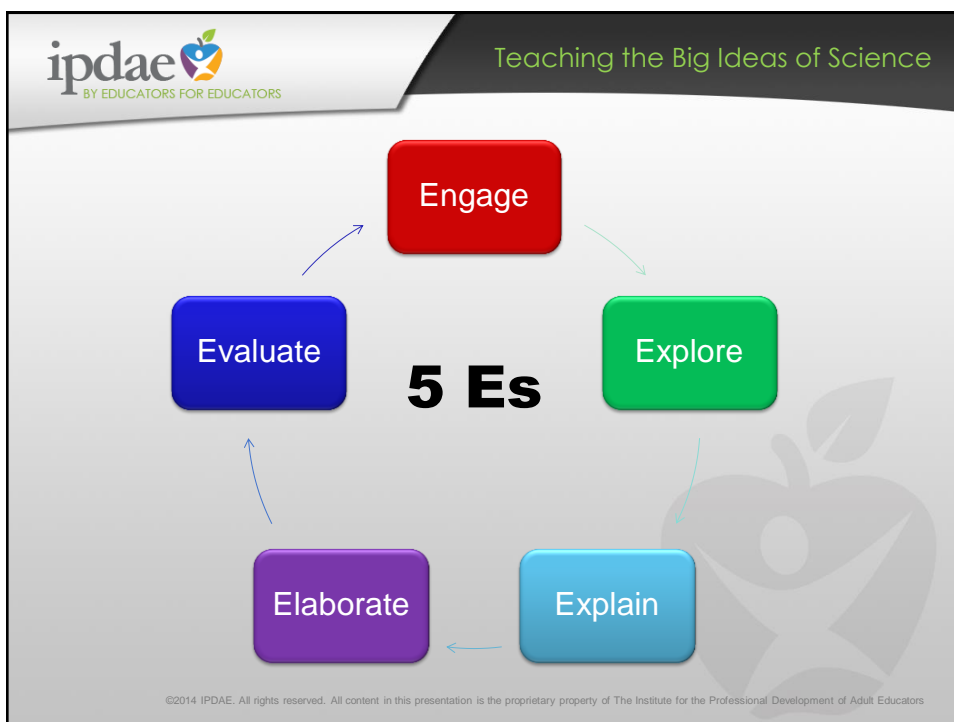 ipdae
BY EDUCATORS FOR EDUCATORS
Teaching the Big Ideas of Science
Engage
Explore
Explain
Elaborate
Evaluate
5 Es
©2014 IPDAE. All rights reserved. All content in this presentation is the proprietary property of The Institute for the Professional Development of Adult Educators